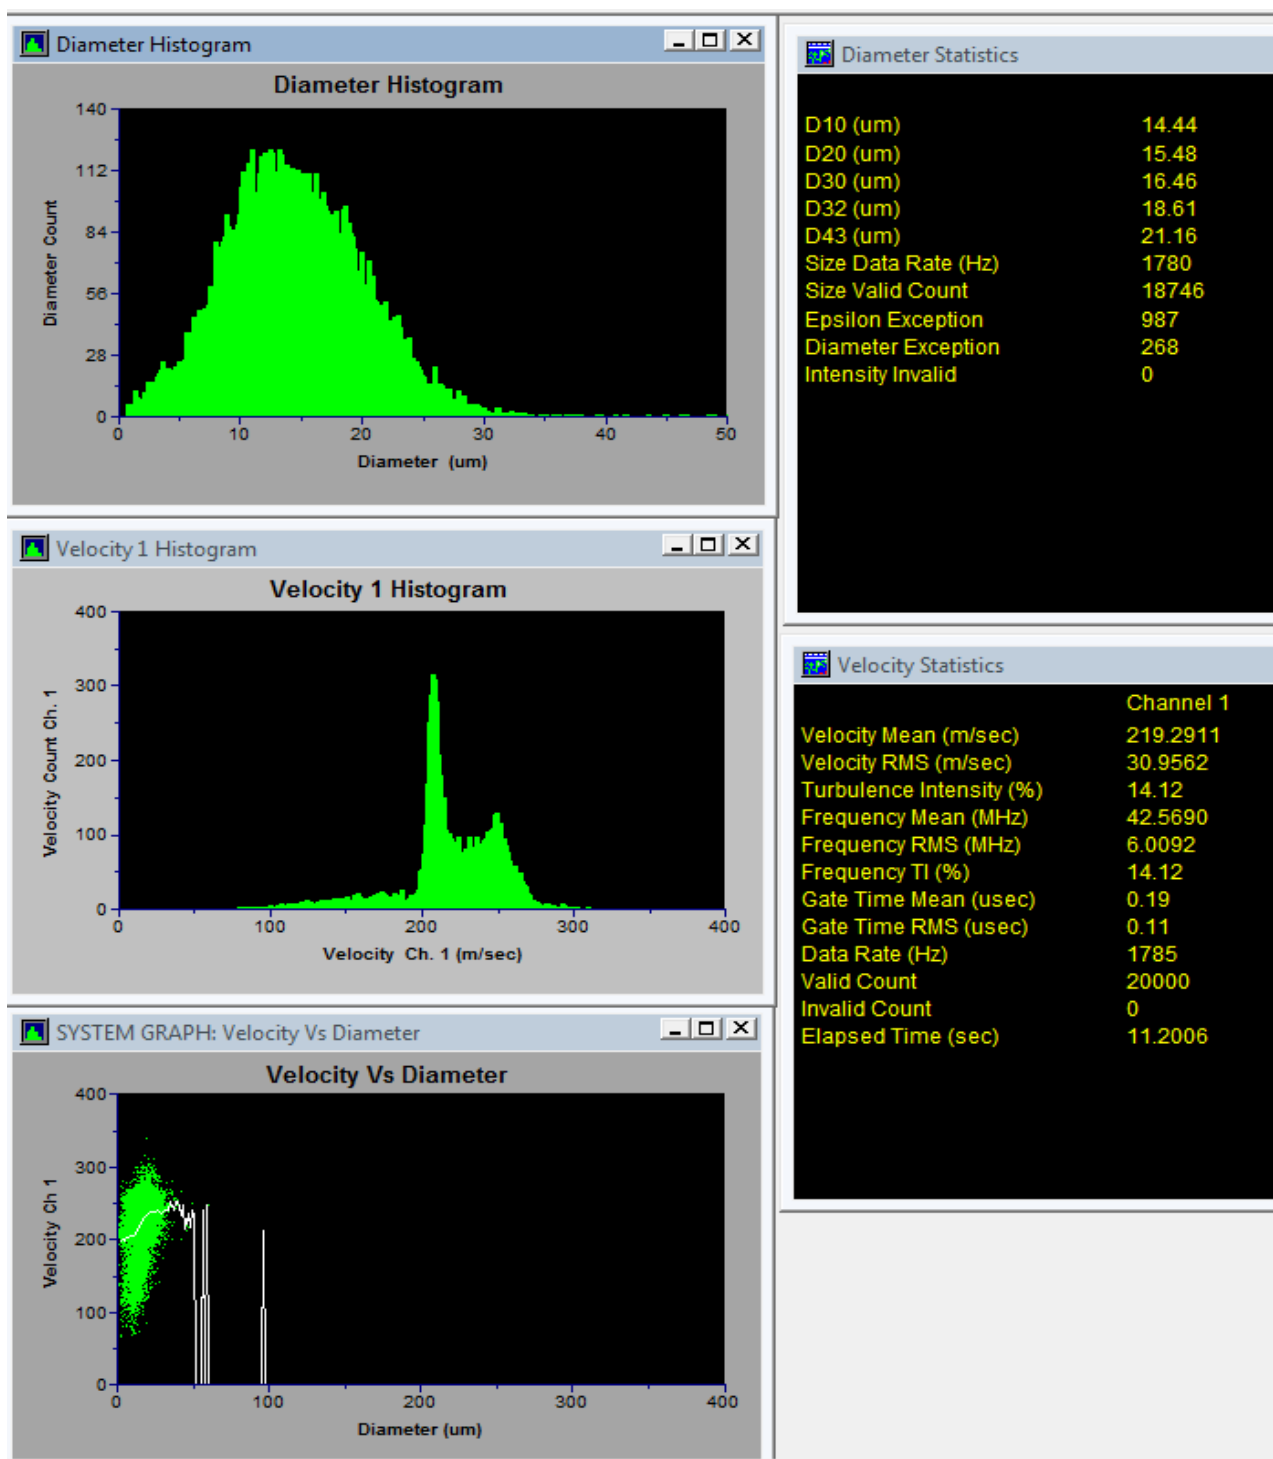 Diameter Histogram
Diameter Histogram
140
112
84
56
28
0
Diameter Count
0 10 20 30 40 50
Diameter (um)
Velocity 1 Histogram
Velocity 1 Histogram
400
300
200
100
0
Velocity Count Ch. 1
0 100 200 300 400
Velocity Ch. 1 (m/sec)
SYSTEM GRAPH: Velocity Vs Diameter
Velocity Vs Diameter
400
300
200
100
0
Velocity Ch 1
0 100 200 300 400
Diameter (um)
Diameter Statistics
D10 (um) 14.44
D20 (um) 15.48
D30 (um) 16.46
D32 (um) 18.61
D43 (um) 21.16
Size Data Rate (Hz) 1780
Size Valid Count 18746
Epsilon Exception 987
Diameter Exception 268
Intensity Invalid 0
Velocity Statistics
Channel 1
Velocity Mean (m/sec) 219.2911
Velocity RMS (m/sec) 30.9562
Turbulence Intensity (%) 14.12
Frequency Mean (MHz) 42.5690
Frequency RMS (MHz) 6.0092
Frequency TI (%) 14.12
Gate Time Mean (usec) 0.19
Gate Time RMS (usec) 0.11
Data Rate (Hz) 1785
Valid Count 20000
Invalid Count 0
Elapsed Time (sec) 11.2006